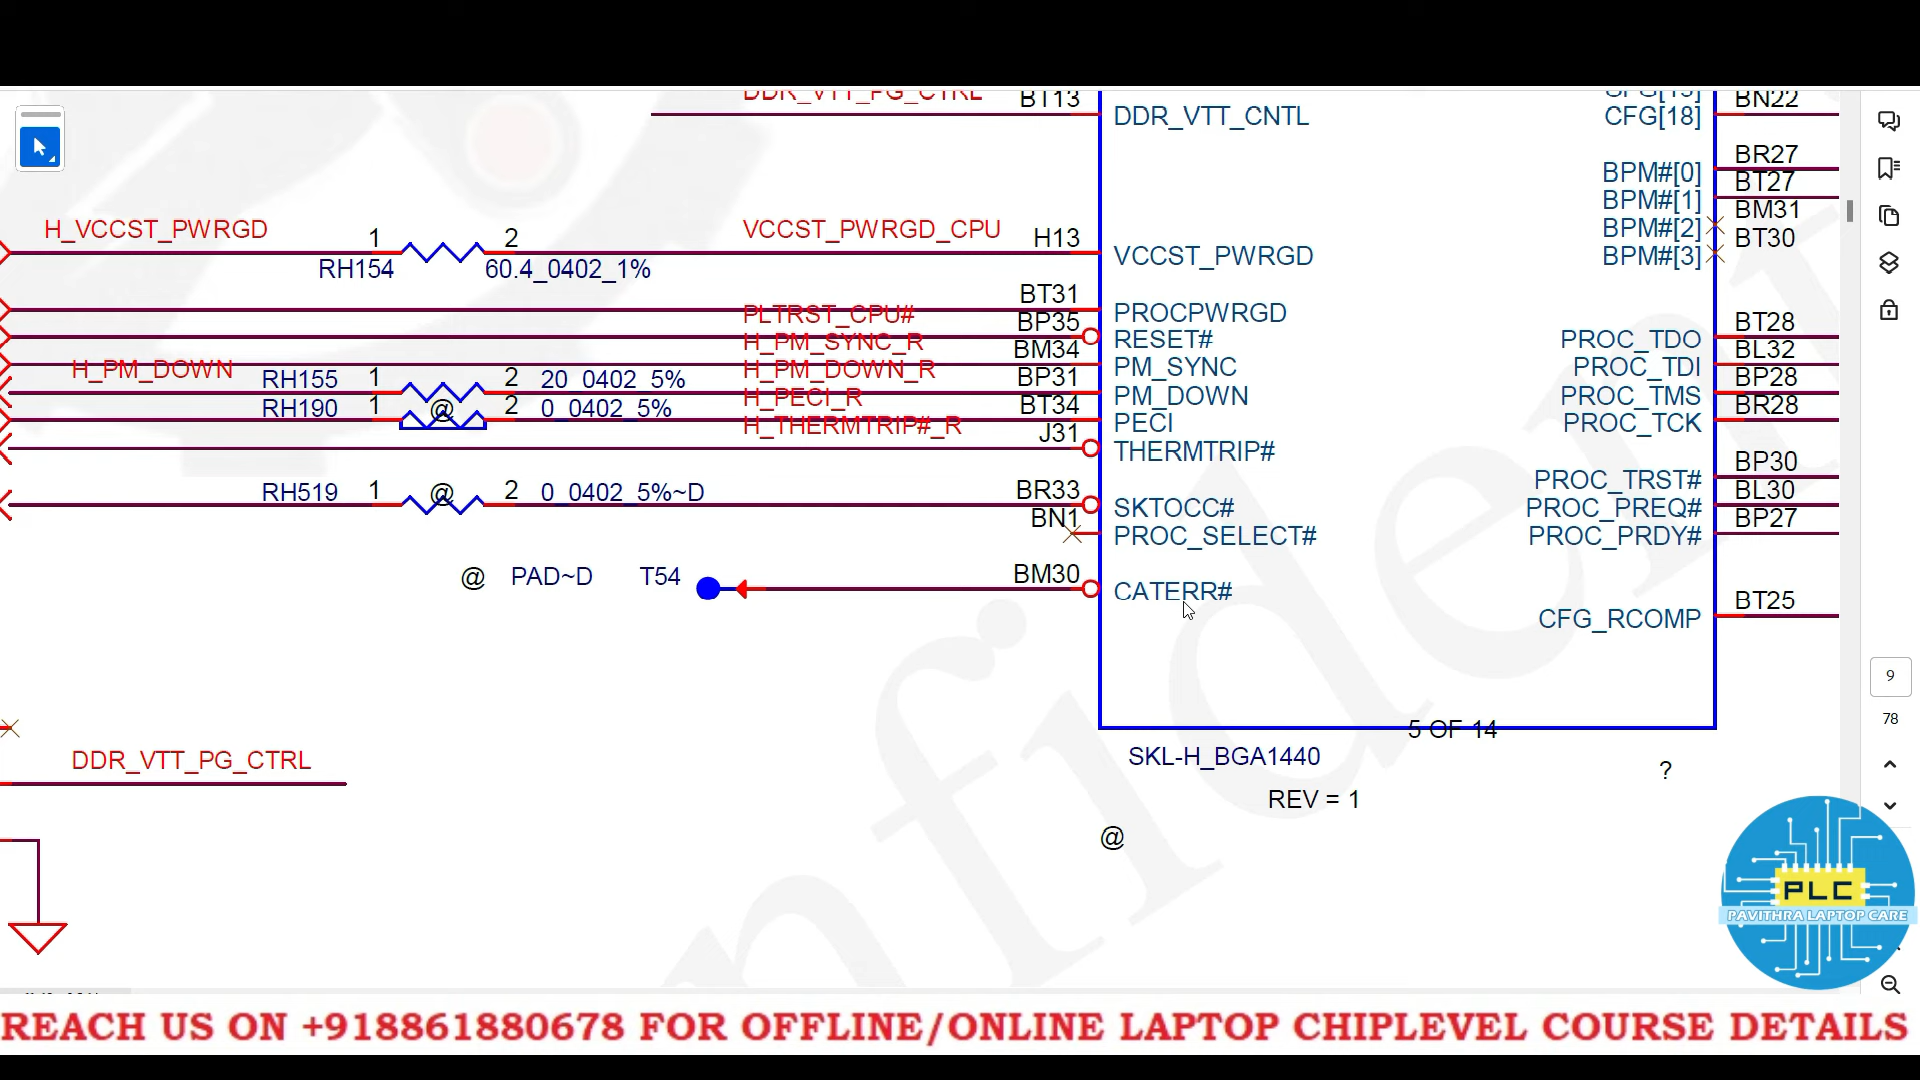 DDR_VTT_PG_CTRL BT13 DDR_VTT_CNTL
CFG[15] BN22
CFG[18]
BPM#[0] BR27
BPM#[1] BT27
BPM#[2] BM31
BPM#[3] BT30
H_VCCST_PWRGD 1 2 VCCST_PWRGD_CPU H13 VCCST_PWRGD
RH154 60.4_0402_1%
BT31 PROCPWRGD
PLTRST_CPU# BP35 RESET# PROC_TDO BT28
H_PM_SYNC_R BM34 PM_SYNC PROC_TDI BL32
H_PM_DOWN RH155 1 2 20_0402_5% H_PM_DOWN_R BP31 PM_DOWN PROC_TMS BP28
RH190 1 @ 2 0_0402_5% H_PECI_R BT34 PECI PROC_TCK BR28
H_THERMTRIP#_R J31 THERMTRIP#
PROC_TRST# BP30
RH519 1 @ 2 0_0402_5%~D BR33 SKTOCC# PROC_PREQ# BL30
BN1 PROC_SELECT# PROC_PRDY# BP27
@ PAD~D T54 BM30 CATERR#
CFG_RCOMP BT25
5 OF 14
SKL-H_BGA1440
?
REV = 1
@
DDR_VTT_PG_CTRL
9
78
nfident
PLC
PAVITHRA LAPTOP CARE
REACH US ON +918861880678 FOR OFFLINE/ONLINE LAPTOP CHIPLEVEL COURSE DETAILS